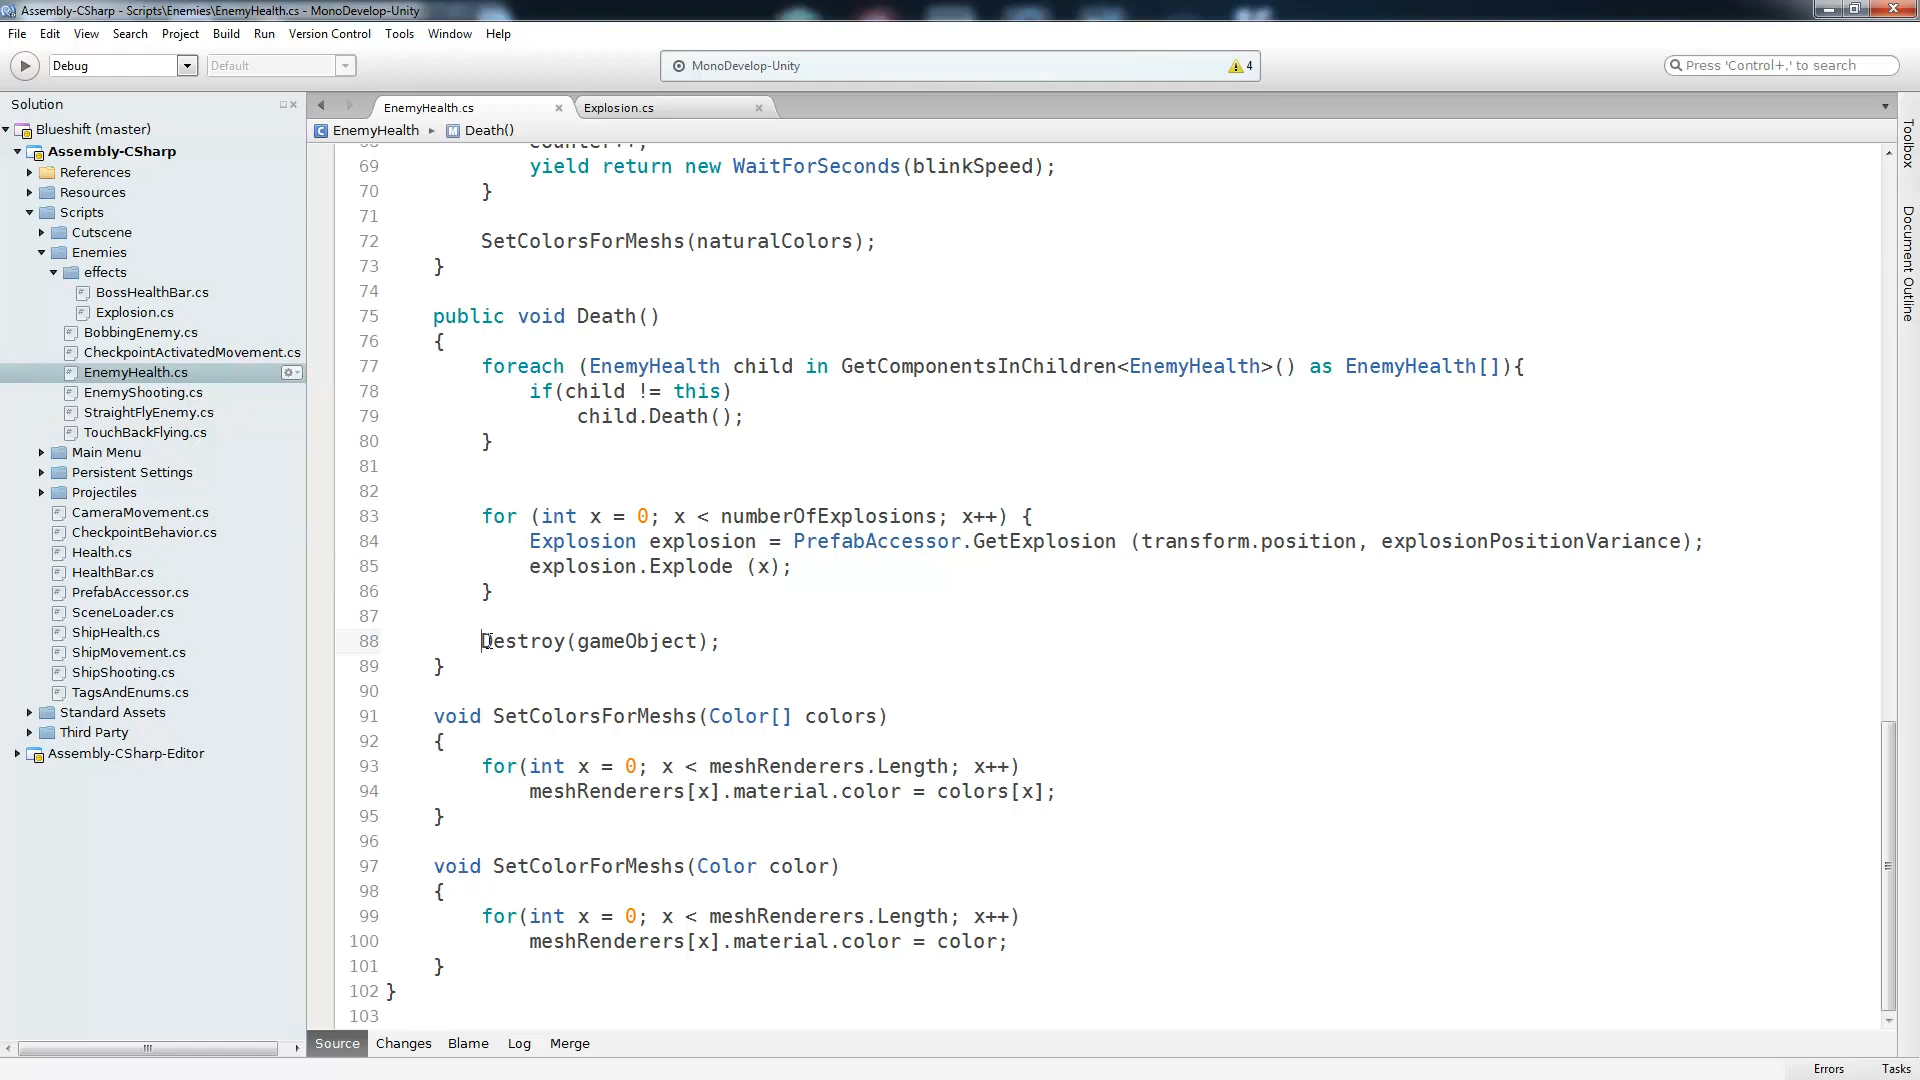 Assembly-CSharp - Scripts\Enemies\EnemyHealth.cs - MonoDevelop-Unity
File Edit View Search Project Build Run Version Control Tools Window Help
Debug Default MonoDevelop-Unity 4 Press 'Control+,' to search
Solution
EnemyHealth.cs Explosion.cs
EnemyHealth Death()
Blueshift (master)
Assembly-CSharp
References
Resources
Scripts
Cutscene
Enemies
effects
BossHealthBar.cs
Explosion.cs
BobbingEnemy.cs
CheckpointActivatedMovement.cs
EnemyHealth.cs
EnemyShooting.cs
StraightFlyEnemy.cs
TouchBackFlying.cs
Main Menu
Persistent Settings
Projectiles
CameraMovement.cs
CheckpointBehavior.cs
Health.cs
HealthBar.cs
PrefabAccessor.cs
SceneLoader.cs
ShipHealth.cs
ShipMovement.cs
ShipShooting.cs
TagsAndEnums.cs
Standard Assets
Third Party
Assembly-CSharp-Editor
68 counter++;
69 yield return new WaitForSeconds(blinkSpeed);
70 }
71
72 SetColorsForMeshs(naturalColors);
73 }
74
75 public void Death()
76 {
77 foreach (EnemyHealth child in GetComponentsInChildren<EnemyHealth>() as EnemyHealth[]){
78 if(child != this)
79 child.Death();
80 }
81
82
83 for (int x = 0; x < numberOfExplosions; x++) {
84 Explosion explosion = PrefabAccessor.GetExplosion (transform.position, explosionPositionVariance);
85 explosion.Explode (x);
86 }
87
88 Destroy(gameObject);
89 }
90
91 void SetColorsForMeshs(Color[] colors)
92 {
93 for(int x = 0; x < meshRenderers.Length; x++)
94 meshRenderers[x].material.color = colors[x];
95 }
96
97 void SetColorForMeshs(Color color)
98 {
99 for(int x = 0; x < meshRenderers.Length; x++)
100 meshRenderers[x].material.color = color;
101 }
102 }
103
Toolbox
Document Outline
Source Changes Blame Log Merge
Errors Tasks